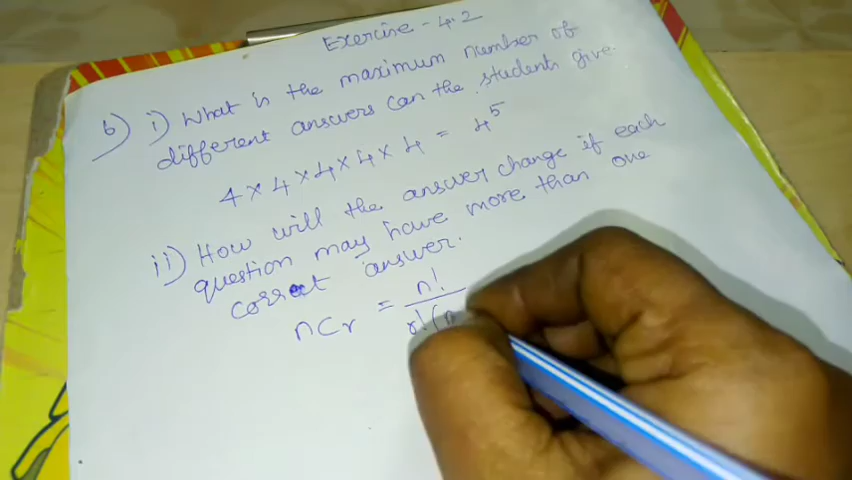 Exercise - 4.2
6) i) What is the maximum number of
different answers can the students give.
4 × 4 × 4 × 4 × 4 = 4⁵
ii) How will the answer change if each
question may have more than one
correct answer.
nCr = n! / r!(n